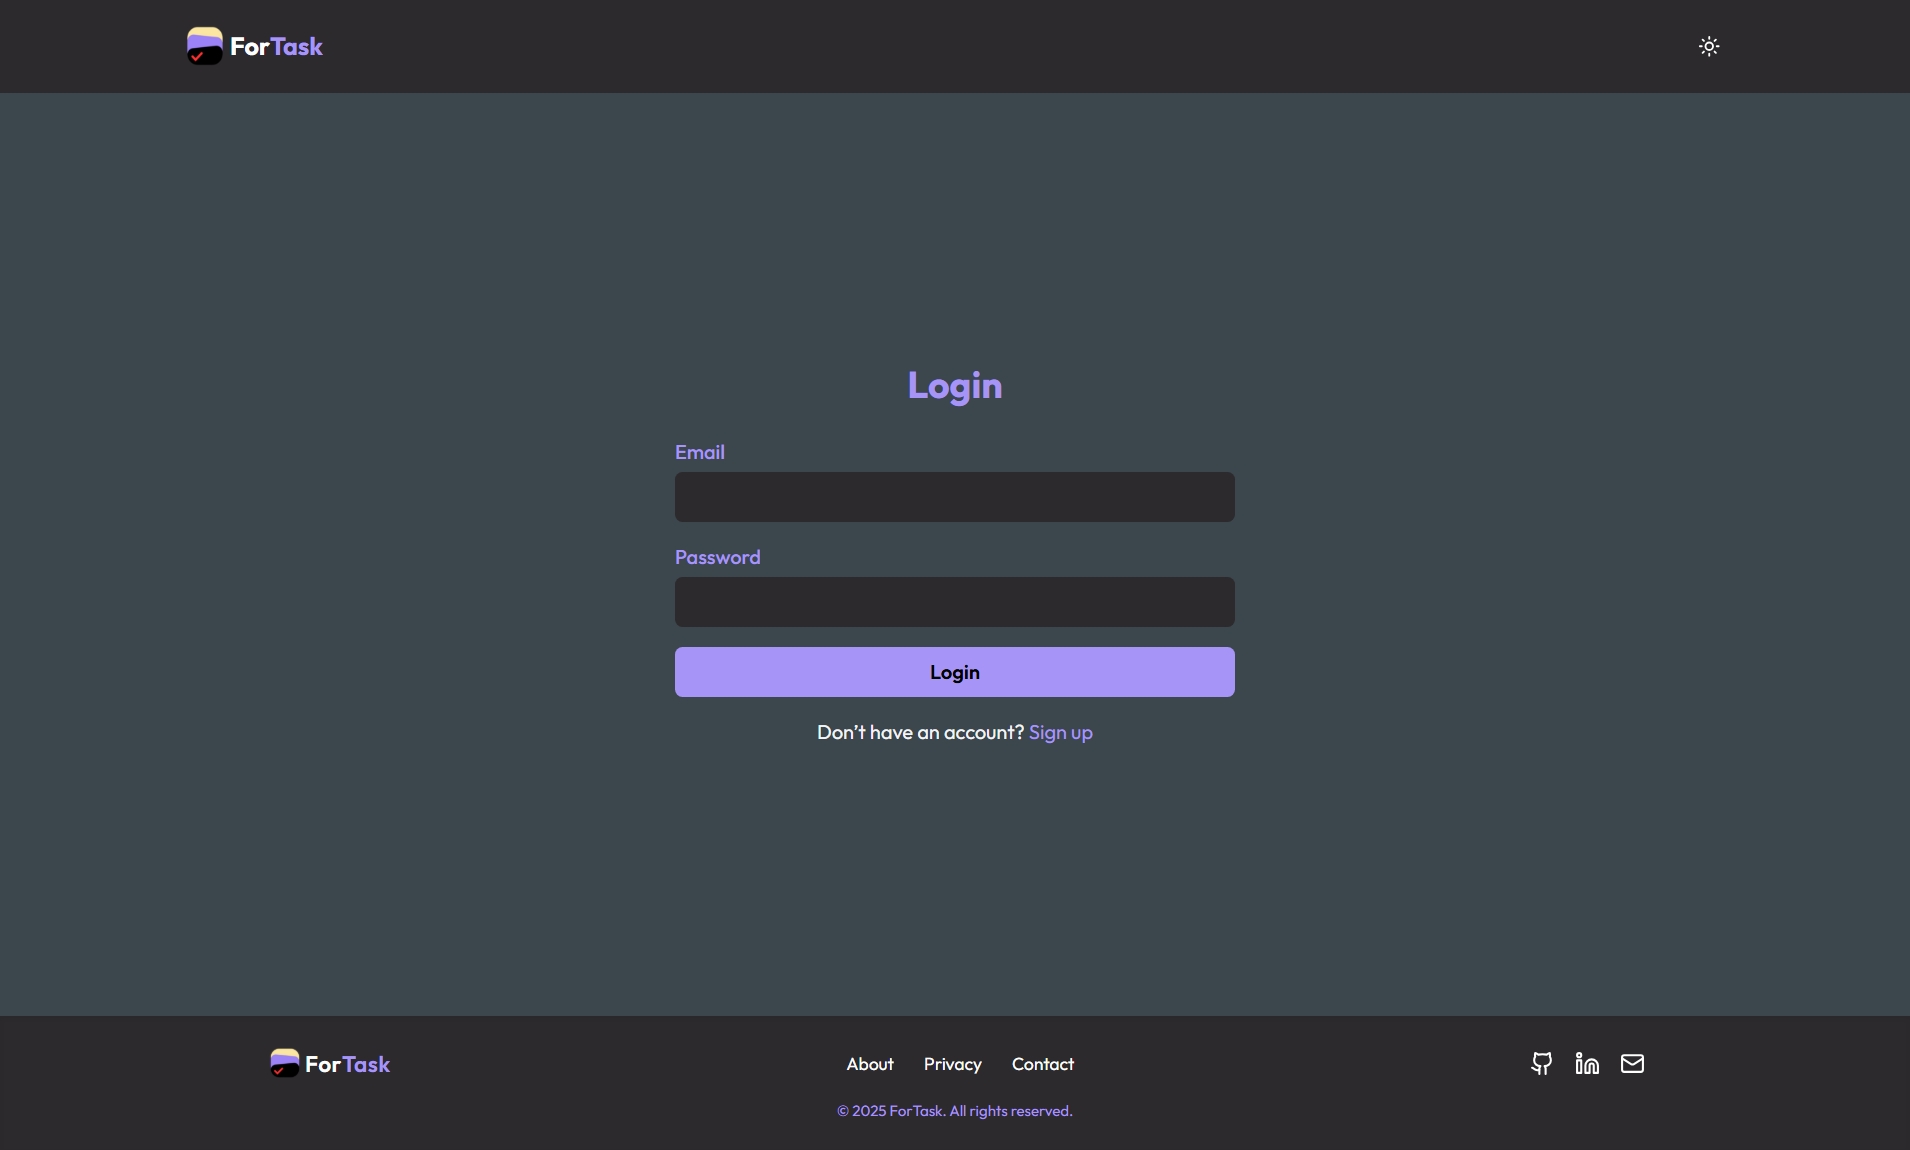 ForTask
Login
Email
Password
Login
Don’t have an account? Sign up
ForTask
About Privacy Contact
© 2025 ForTask. All rights reserved.